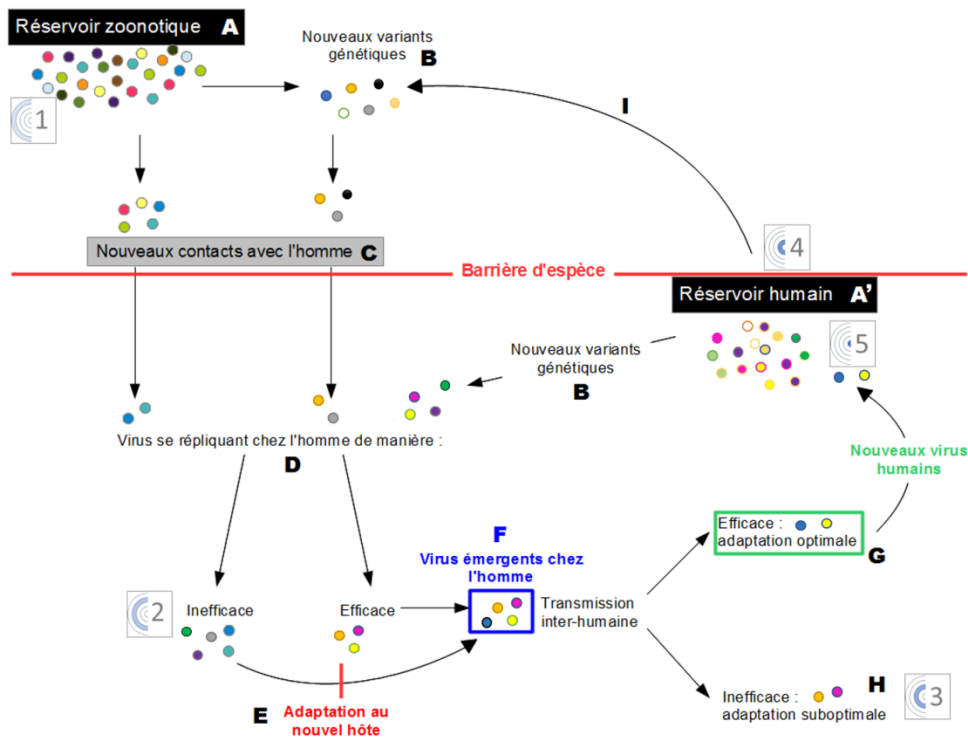 Réservoir zoonotique A
Nouveaux variants
génétiques B
1
I
4
Nouveaux contacts avec l'homme C
Barrière d'espèce
Réservoir humain A'
5
Nouveaux variants
génétiques
B
Virus se répliquant chez l'homme de manière :
D
Nouveaux virus
humains
F
Virus émergents chez
l'homme
Efficace :
adaptation optimale
G
2
Inefficace
Efficace
Transmission
inter-humaine
E
Adaptation au
nouvel hôte
Inefficace :
adaptation suboptimale
H
3